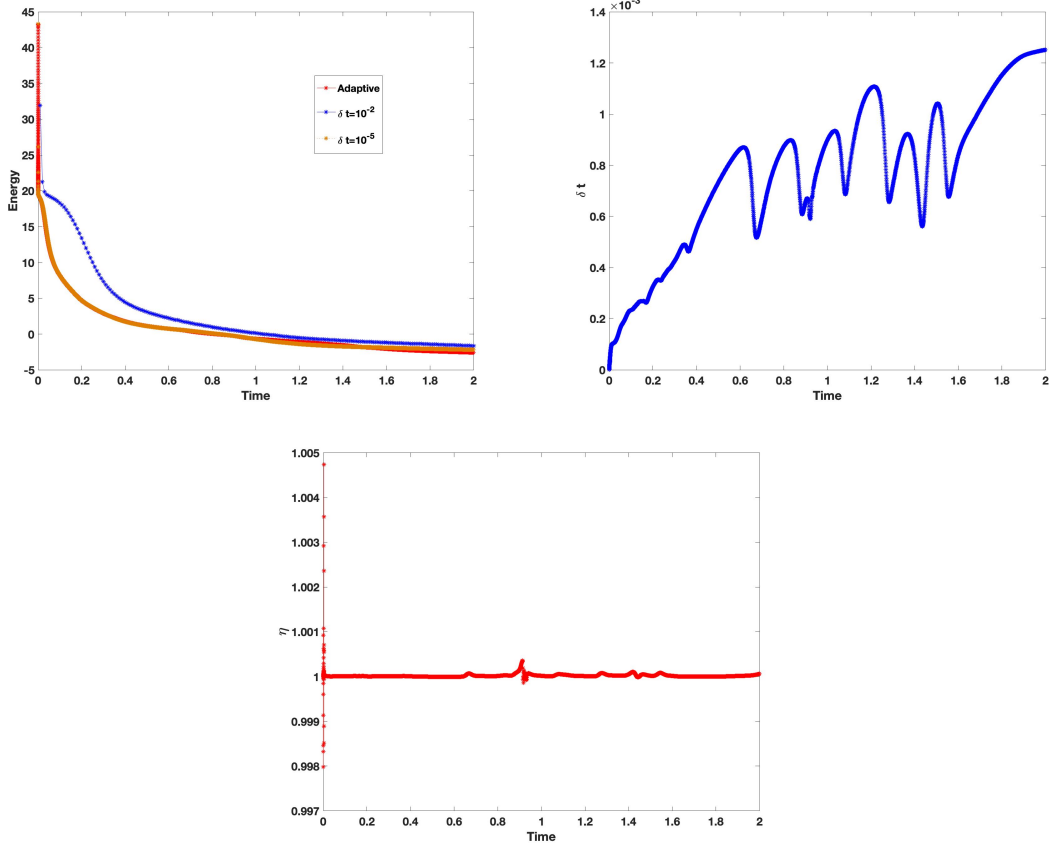 45
40
35
30
25
20
15
10
5
0
-5
Energy
0 0.2 0.4 0.6 0.8 1 1.2 1.4 1.6 1.8 2
Time
Adaptive
δ t=10⁻²
δ t=10⁻⁵
×10⁻³
1.4
1.2
1
0.8
0.6
0.4
0.2
0
δ t
0 0.2 0.4 0.6 0.8 1 1.2 1.4 1.6 1.8 2
Time
1.005
1.004
1.003
1.002
1.001
1
0.999
0.998
0.997
η
0 0.2 0.4 0.6 0.8 1 1.2 1.4 1.6 1.8 2
Time